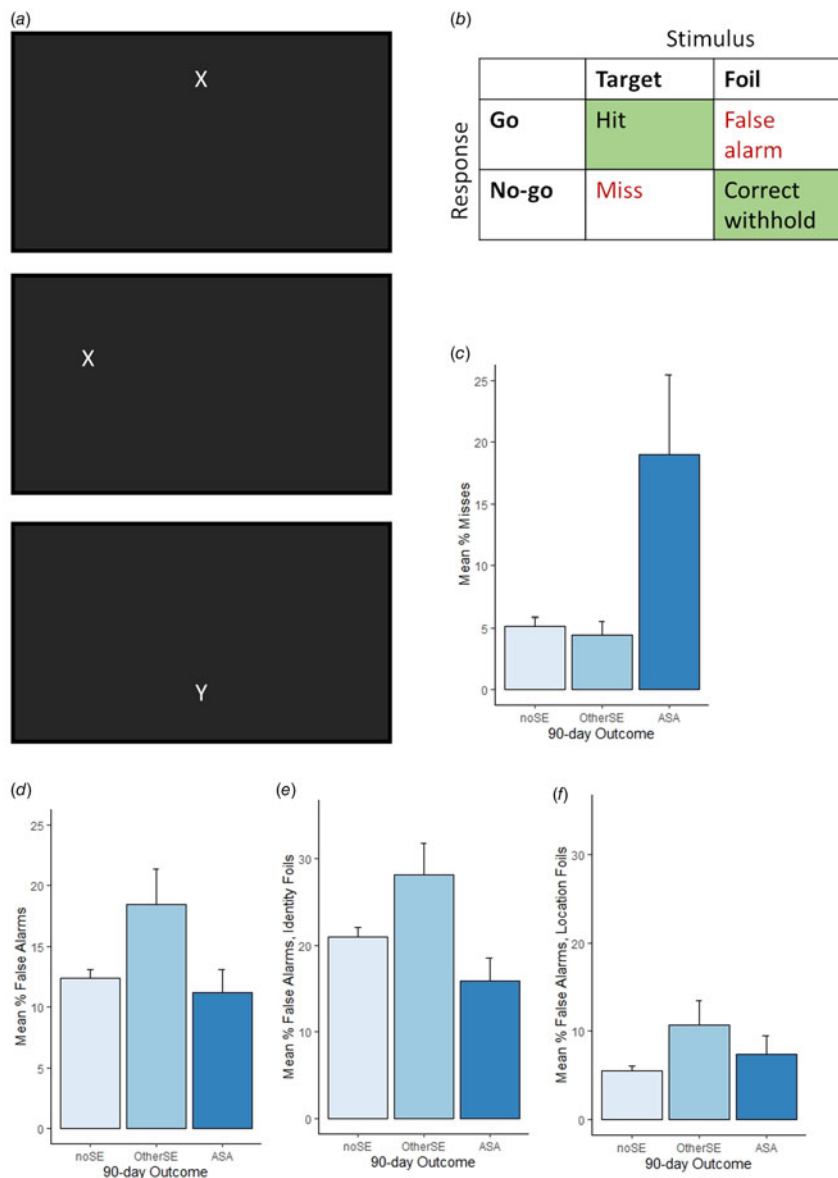 (a)
X
X
Y
(b)
Stimulus
Target Foil
Response
Go Hit False
alarm
No-go Miss Correct
withhold
(c)
Mean % Misses
25
20
15
10
5
0
noSE OtherSE ASA
90-day Outcome
(d)
Mean % False Alarms
25
20
15
10
5
0
noSE OtherSE ASA
90-day Outcome
(e)
Mean % False Alarms, Identity Foils
30
20
10
0
noSE OtherSE ASA
90-day Outcome
(f)
Mean % False Alarms, Location Foils
30
20
10
0
noSE OtherSE ASA
90-day Outcome